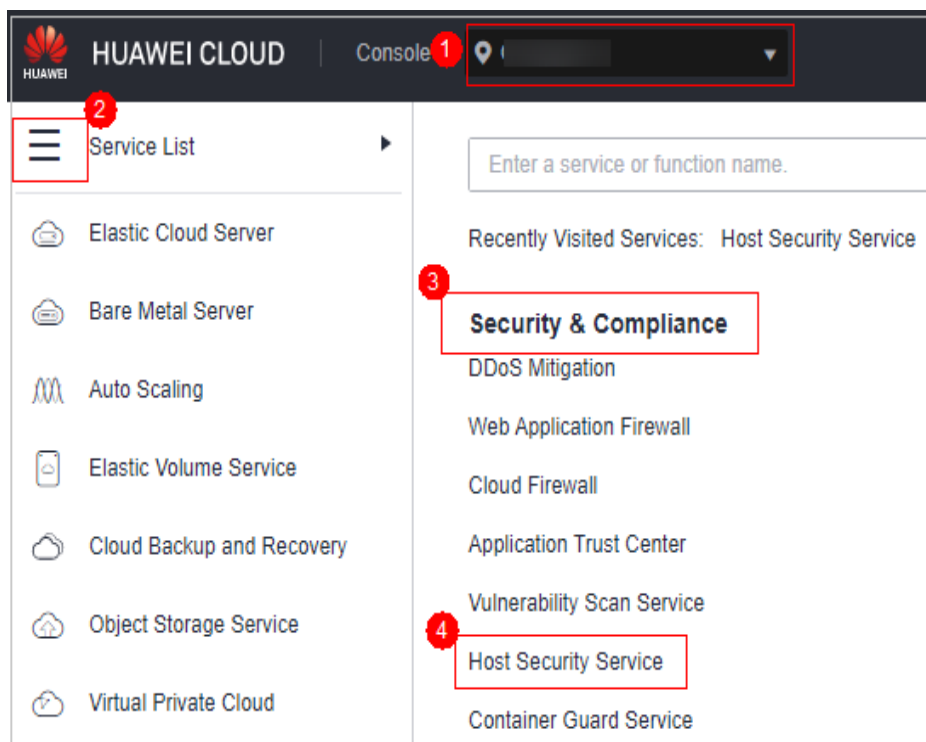 HUAWEI
HUAWEI CLOUD
Console
1
2
Service List
Elastic Cloud Server
Bare Metal Server
Auto Scaling
Elastic Volume Service
Cloud Backup and Recovery
Object Storage Service
Virtual Private Cloud
Enter a service or function name.
Recently Visited Services: Host Security Service
3
Security & Compliance
DDoS Mitigation
Web Application Firewall
Cloud Firewall
Application Trust Center
Vulnerability Scan Service
4
Host Security Service
Container Guard Service